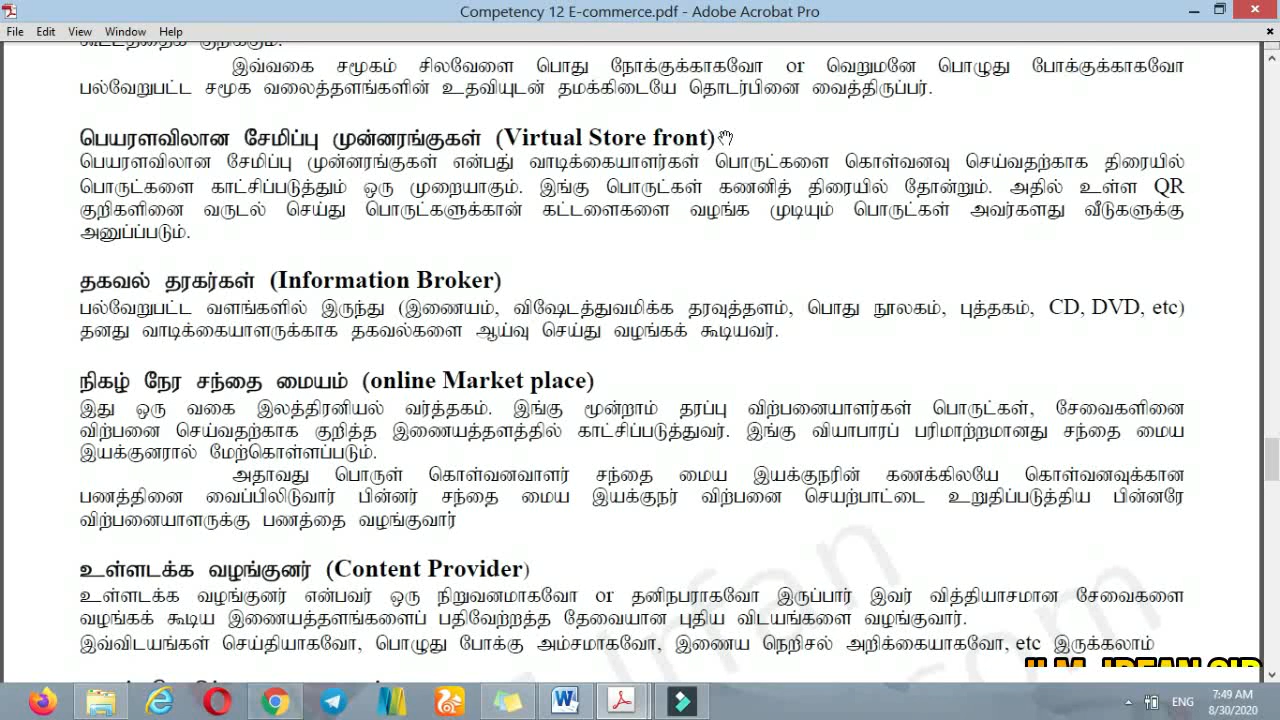 Competency 12 E-commerce.pdf - Adobe Acrobat Pro
File Edit View Window Help
இவ்வகை சமூகம் சிலவேளை பொது நோக்குக்காகவோ or வெறுமனே பொழுது போக்குக்காகவோ
பல்வேறுபட்ட சமூக வலைத்தளங்களின் உதவியுடன் தமக்கிடையே தொடர்பினை வைத்திருப்பர்.
பெயரளவிலான சேமிப்பு முன்னரங்குகள் (Virtual Store front)
பெயரளவிலான சேமிப்பு முன்னரங்குகள் என்பது வாடிக்கையாளர்கள் பொருட்களை கொள்வனவு செய்வதற்காக திரையில்
பொருட்களை காட்சிப்படுத்தும் ஒரு முறையாகும். இங்கு பொருட்கள் கணனித் திரையில் தோன்றும். அதில் உள்ள QR
குறிகளினை வருடல் செய்து பொருட்களுக்கான் கட்டளைகளை வழங்க முடியும் பொருட்கள் அவர்களது வீடுகளுக்கு
அனுப்ப்படும்.
தகவல் தரகர்கள் (Information Broker)
பல்வேறுபட்ட வளங்களில் இருந்து (இணையம், விஷேடத்துவமிக்க தரவுத்தளம், பொது நூலகம், புத்தகம், CD, DVD, etc)
தனது வாடிக்கையாளருக்காக தகவல்களை ஆய்வு செய்து வழங்கக் கூடியவர்.
நிகழ் நேர சந்தை மையம் (online Market place)
இது ஒரு வகை இலத்திரனியல் வர்த்தகம். இங்கு மூன்றாம் தரப்பு விற்பனையாளர்கள் பொருட்கள், சேவைகளினை
விற்பனை செய்வதற்காக குறித்த இணையத்தளத்தில் காட்சிப்படுத்துவர். இங்கு வியாபாரப் பரிமாற்றமானது சந்தை மைய
இயக்குனரால் மேற்கொள்ளப்படும்.
அதாவது பொருள் கொள்வனவாளர் சந்தை மைய இயக்குநரின் கணக்கிலயே கொள்வனவுக்கான
பணத்தினை வைப்பிலிடுவார் பின்னர் சந்தை மைய இயக்குநர் விற்பனை செயற்பாட்டை உறுதிப்படுத்திய பின்னரே
விற்பனையாளருக்கு பணத்தை வழங்குவார்
உள்ளடக்க வழங்குனர் (Content Provider)
உள்ளடக்க வழங்குனர் என்பவர் ஒரு நிறுவனமாகவோ or தனிநபராகவோ இருப்பார் இவர் வித்தியாசமான சேவைகளை
வழங்கக் கூடிய இணையத்தளங்களைப் பதிவேற்றத்த தேவையான புதிய விடயங்களை வழங்குவார்.
இவ்விடயங்கள் செய்தியாகவோ, பொழுது போக்கு அம்சமாகவோ, இணைய நெறிசல் அறிக்கையாகவோ, etc இருக்கலாம்
ENG
7:49 AM
8/30/2020